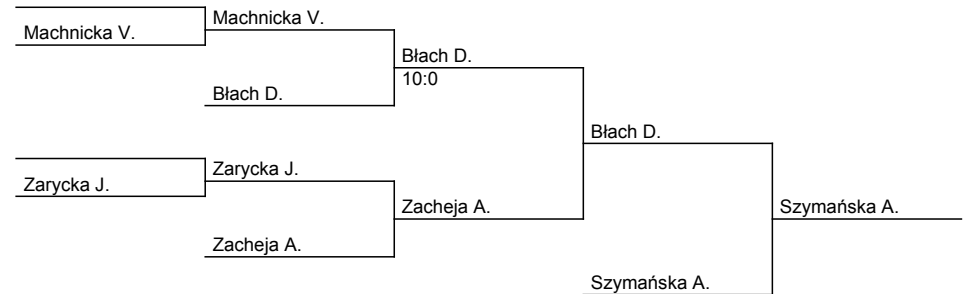 Machnicka V.
Machnicka V.
Błach D.
Błach D.
10:0
Błach D.
Zarycka J.
Zarycka J.
Zacheja A.
Zacheja A.
Szymańska A.
Szymańska A.